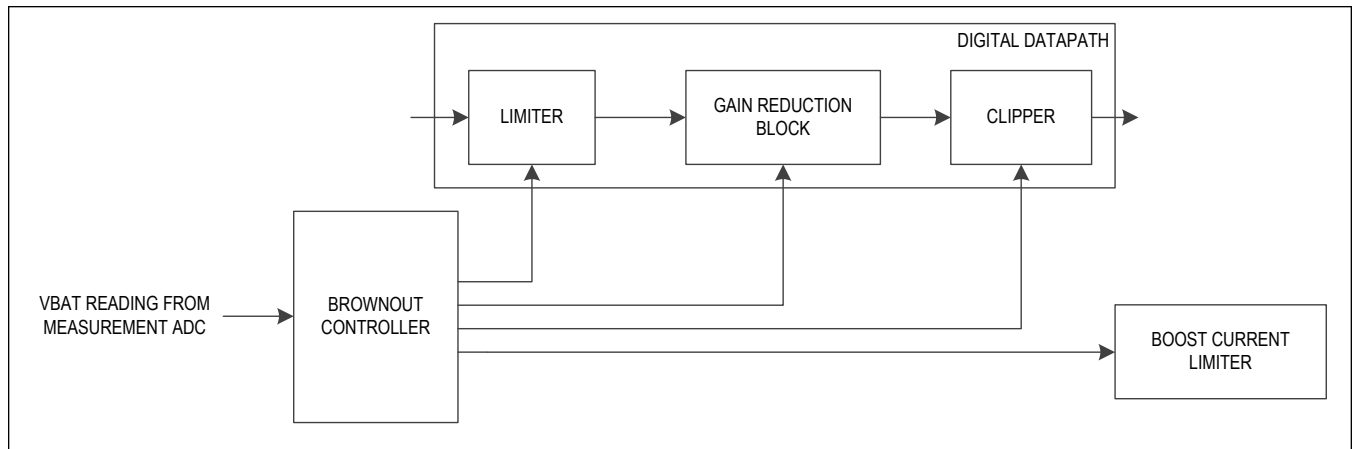 DIGITAL DATAPATH
LIMITER
GAIN REDUCTION
BLOCK
CLIPPER
VBAT READING FROM
MEASUREMENT ADC
BROWNOUT
CONTROLLER
BOOST CURRENT
LIMITER